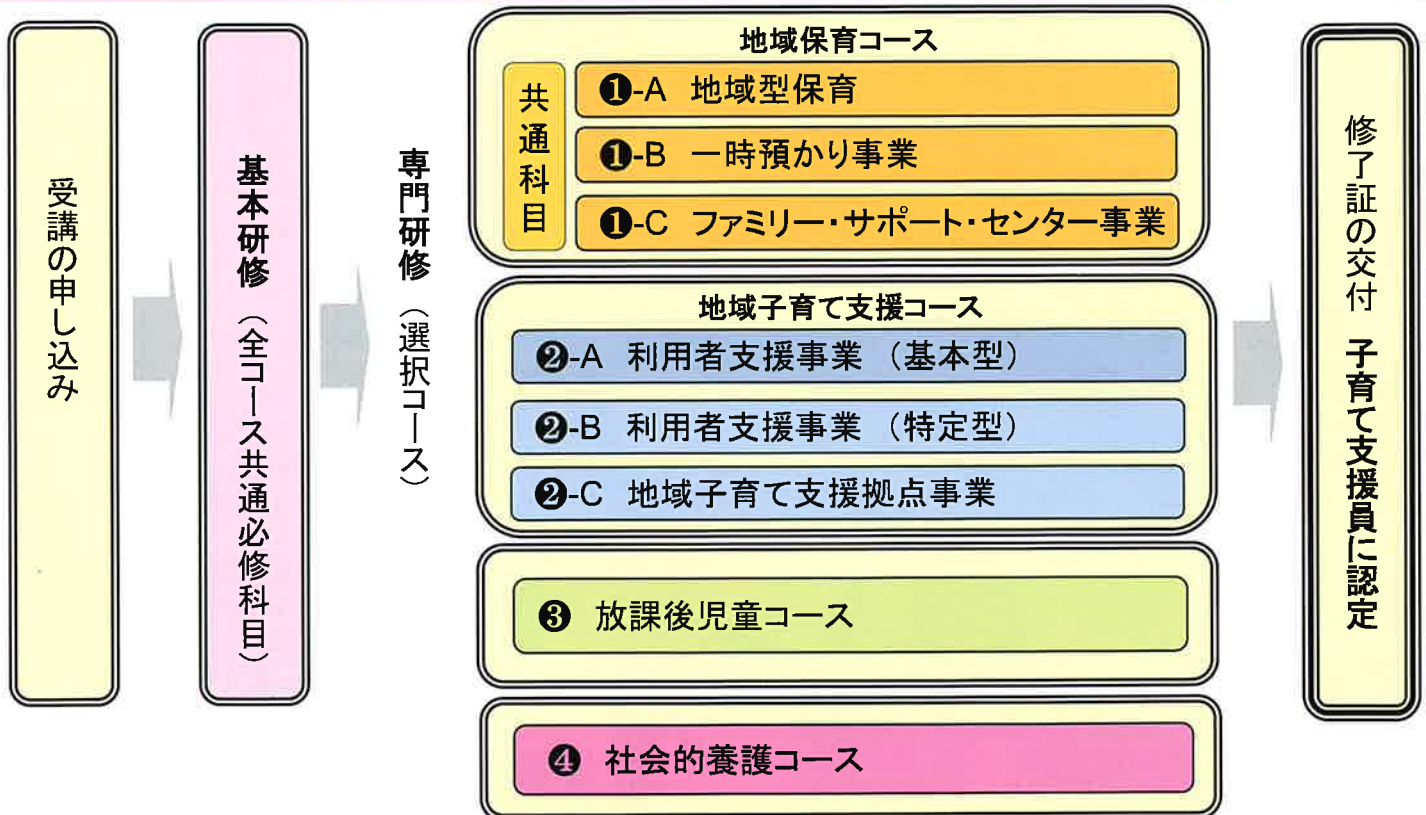 受講の申し込み
基本研修（全コース共通必修科目）
専門研修（選択コース）
地域保育コース
共通科目
❶-A 地域型保育
❶-B 一時預かり事業
❶-C ファミリー・サポート・センター事業
地域子育て支援コース
❷-A 利用者支援事業（基本型）
❷-B 利用者支援事業（特定型）
❷-C 地域子育て支援拠点事業
❸ 放課後児童コース
❹ 社会的養護コース
修了証の交付 子育て支援員に認定